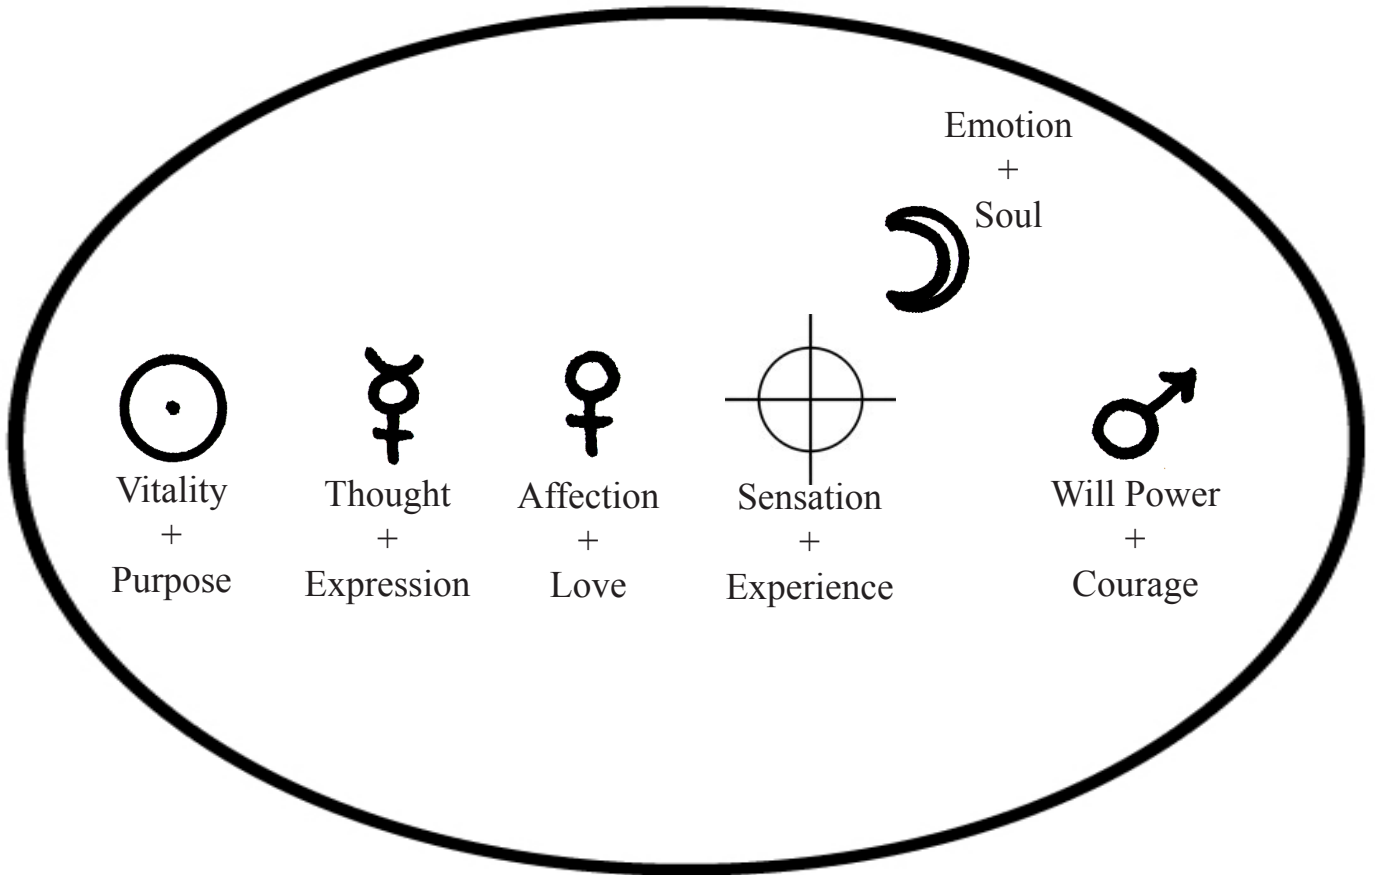 Emotion
+
Soul
Vitality
+
Purpose
Thought
+
Expression
Affection
+
Love
Sensation
+
Experience
Will Power
+
Courage